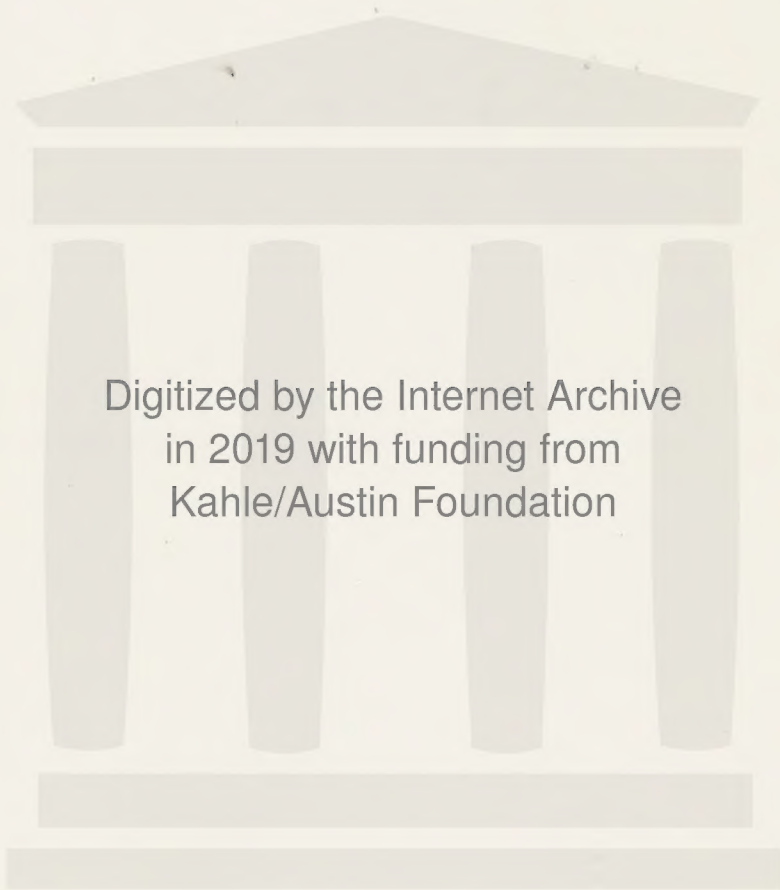 Digitized by the Internet Archive
in 2019 with funding from
Kahle/Austin Foundation